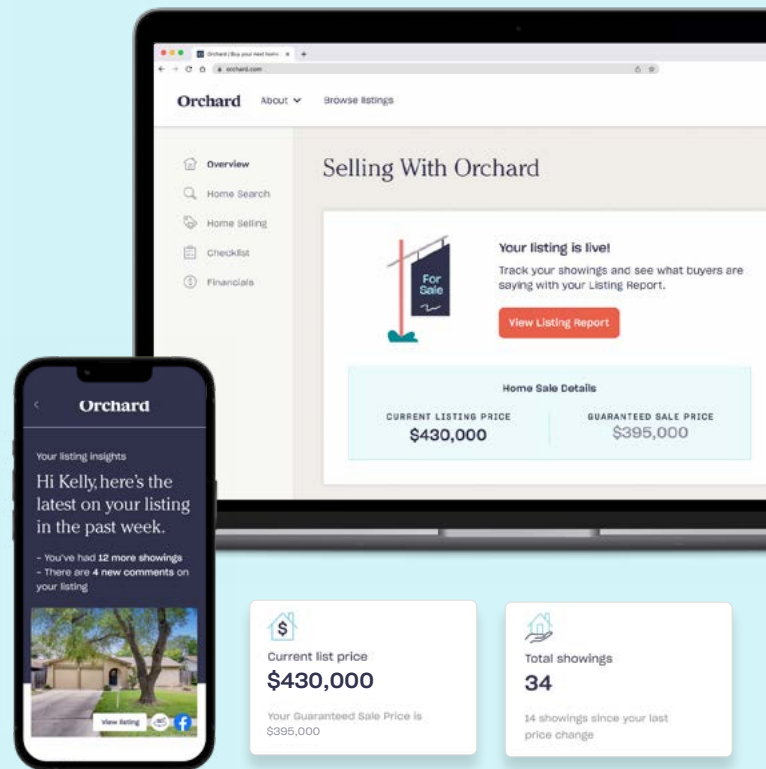 Orchard | Buy your next home
orchard.com
Orchard About Browse listings
Overview
Home Search
Home Selling
Checklist
Financials
Selling With Orchard
For
Sale
Your listing is live!
Track your showings and see what buyers are
saying with your Listing Report.
View Listing Report
Home Sale Details
CURRENT LISTING PRICE
$430,000
GUARANTEED SALE PRICE
$395,000
Orchard
Your listing insights
Hi Kelly, here's the
latest on your listing
in the past week.
– You've had 12 more showings
– There are 4 new comments on
your listing
View listing
Current list price
$430,000
Your Guaranteed Sale Price is
$395,000
Total showings
34
14 showings since your last
price change